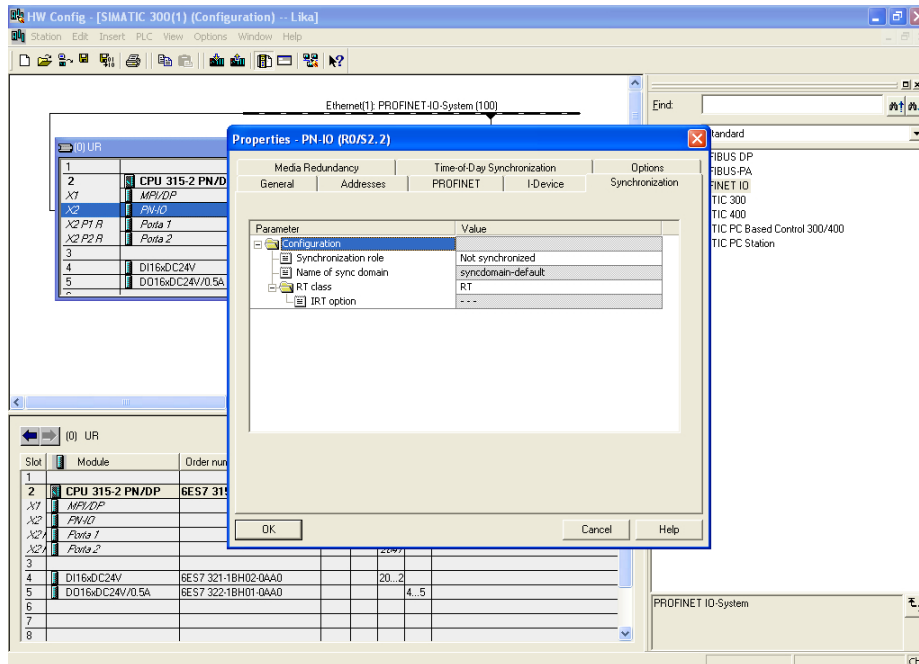 HW Config - [SIMATIC 300(1) (Configuration) -- Lika]
Station Edit Insert PLC View Options Window Help
Ethernet(1): PROFINET-IO-System (100)
(0) UR
1
2 CPU 315-2 PN/D
X1 MPI/DP
X2 PN-IO
X2 P1 R Porta 1
X2 P2 R Porta 2
3
4 DI16xDC24V
5 DO16xDC24V/0.5A
Properties - PN-IO (R0/S2.2)
Media Redundancy Time-of-Day Synchronization Options
General Addresses PROFINET I-Device Synchronization
Parameter Value
Configuration
Synchronization role Not synchronized
Name of sync domain syncdomain-default
RT class RT
IRT option - - -
OK Cancel Help
Find:
tandard
FIBUS DP
FIBUS-PA
FINET IO
TIC 300
TIC 400
TIC PC Based Control 300/400
TIC PC Station
(0) UR
Slot Module Order num
1
2 CPU 315-2 PN/DP 6ES7 315
X1 MPI/DP
X2 PN-IO
X2 Porta 1
X2 Porta 2
3
4 DI16xDC24V 6ES7 321-1BH02-0AA0 20...2
5 DO16xDC24V/0.5A 6ES7 322-1BH01-0AA0 4...5
6
7
8
PROFINET IO-System